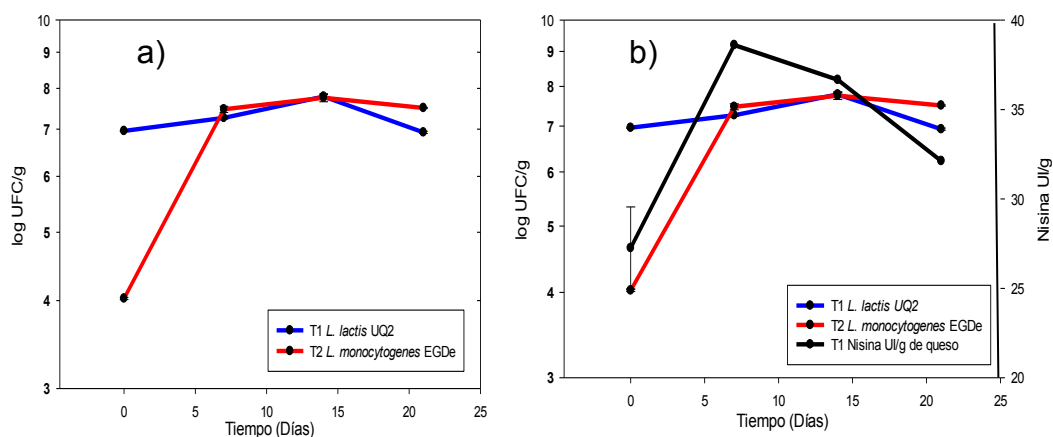 a)
log UFC/g
10
9
8
7
6
5
4
3
0
5
10
15
20
25
Tiempo (Días)
T1 L. lactis UQ2
T2 L. monocytogenes EGDe
b)
log UFC/g
10
9
8
7
6
5
4
3
0
5
10
15
20
25
Tiempo (Días)
40
35
30
25
20
Nisina UI/g
T1 L. lactis UQ2
T2 L. monocytogenes EGDe
T1 Nisina UI/g de queso